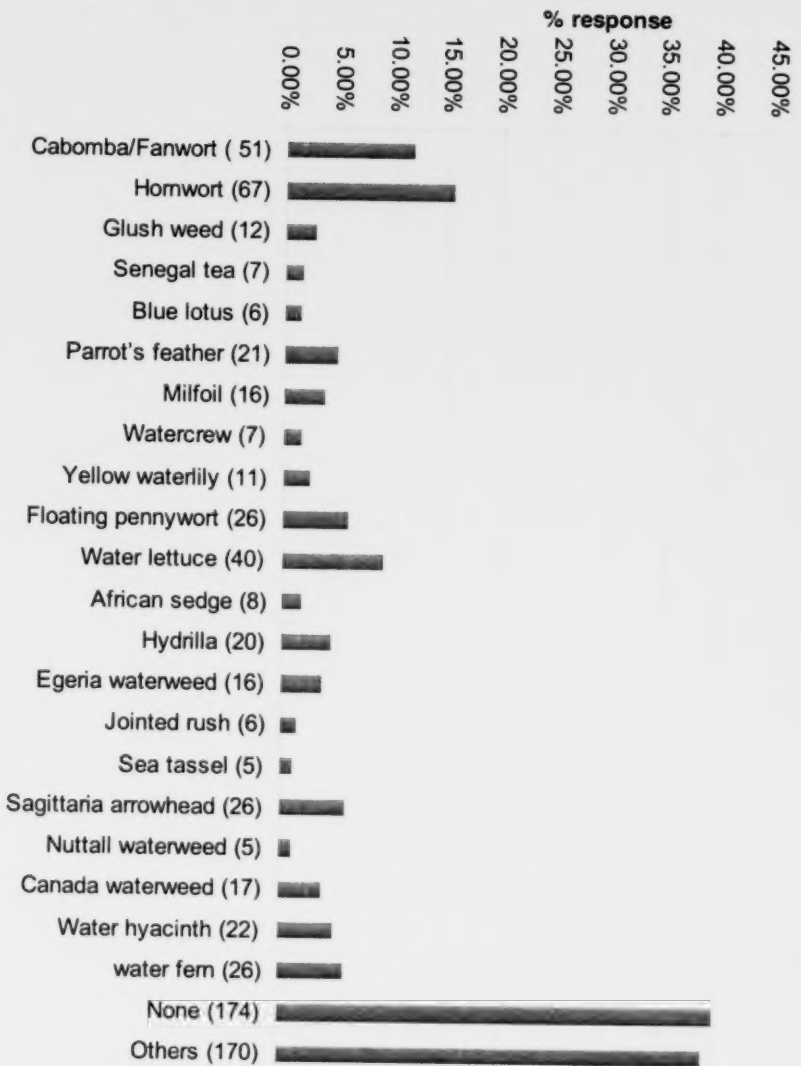 % response
0.00%
5.00%
10.00%
15.00%
20.00%
25.00%
30.00%
35.00%
40.00%
45.00%
Cabomba/Fanwort ( 51)
Hornwort (67)
Glush weed (12)
Senegal tea (7)
Blue lotus (6)
Parrot's feather (21)
Milfoil (16)
Watercrew (7)
Yellow waterlily (11)
Floating pennywort (26)
Water lettuce (40)
African sedge (8)
Hydrilla (20)
Egeria waterweed (16)
Jointed rush (6)
Sea tassel (5)
Sagittaria arrowhead (26)
Nuttall waterweed (5)
Canada waterweed (17)
Water hyacinth (22)
water fern (26)
None (174)
Others (170)